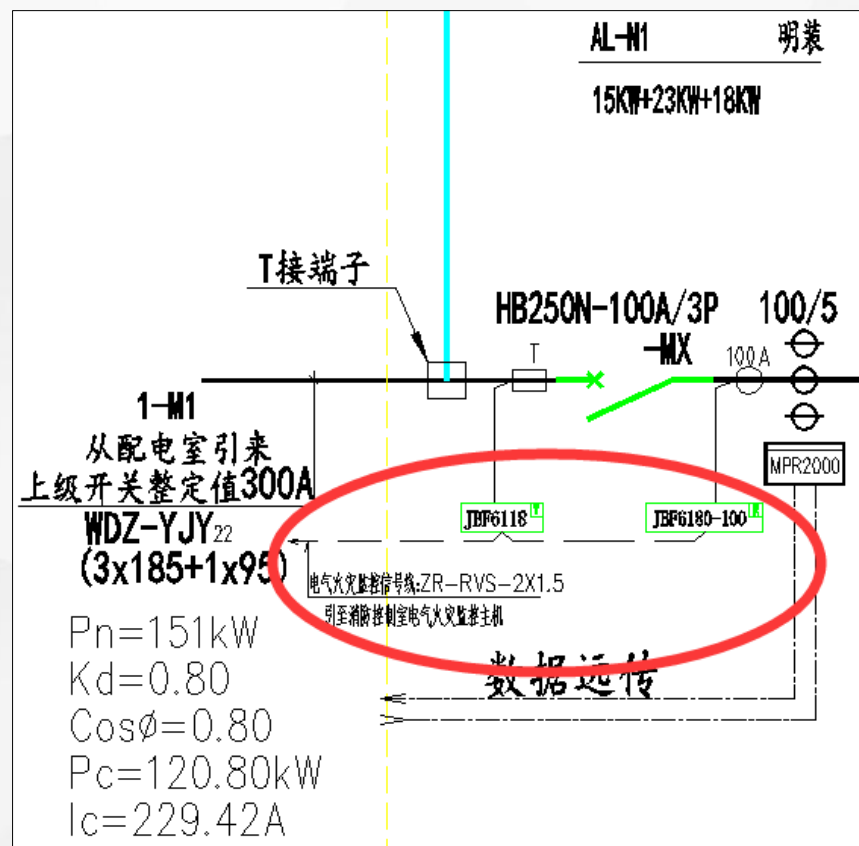 AL-N1 明装
15KW+23KW+18KW
T接端子
HB250N-100A/3P
-MX
100/5
T
100A
1-M1
从配电室引来
上级开关整定值300A
WDZ-YJY22
(3x185+1x95)
MPR2000
JBF6118
JBF6180-100
电气火灾监控信号线:ZR-RVS-2X1.5
引至消防控制室电气火灾监控主机
数据远传
Pn=151kW
Kd=0.80
Cosφ=0.80
Pc=120.80kW
Ic=229.42A